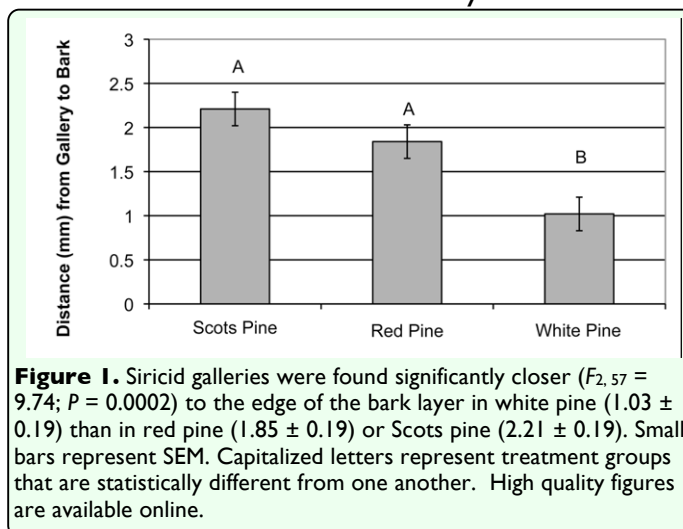 3
2.5
2
1.5
1
0.5
0
Distance (mm) from Gallery to Bark
A
A
B
Scots Pine Red Pine White Pine
Figure 1. Siricid galleries were found significantly closer (F2, 57 =
9.74; P = 0.0002) to the edge of the bark layer in white pine (1.03 ±
0.19) than in red pine (1.85 ± 0.19) or Scots pine (2.21 ± 0.19). Small
bars represent SEM. Capitalized letters represent treatment groups
that are statistically different from one another. High quality figures
are available online.